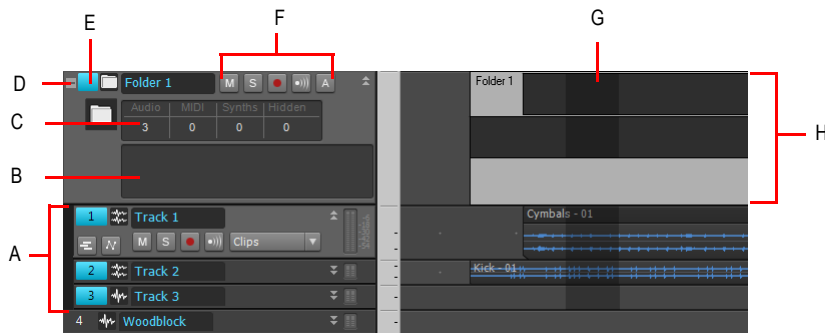 F
G
E
D
Folder 1 M S A
Folder 1
H
Audio MIDI Synths Hidden
C
3 0 0 0
B
1 Track 1
Cymbals - 01
M S Clips
A
2 Track 2
Kick - 01
3 Track 3
4 Woodblock